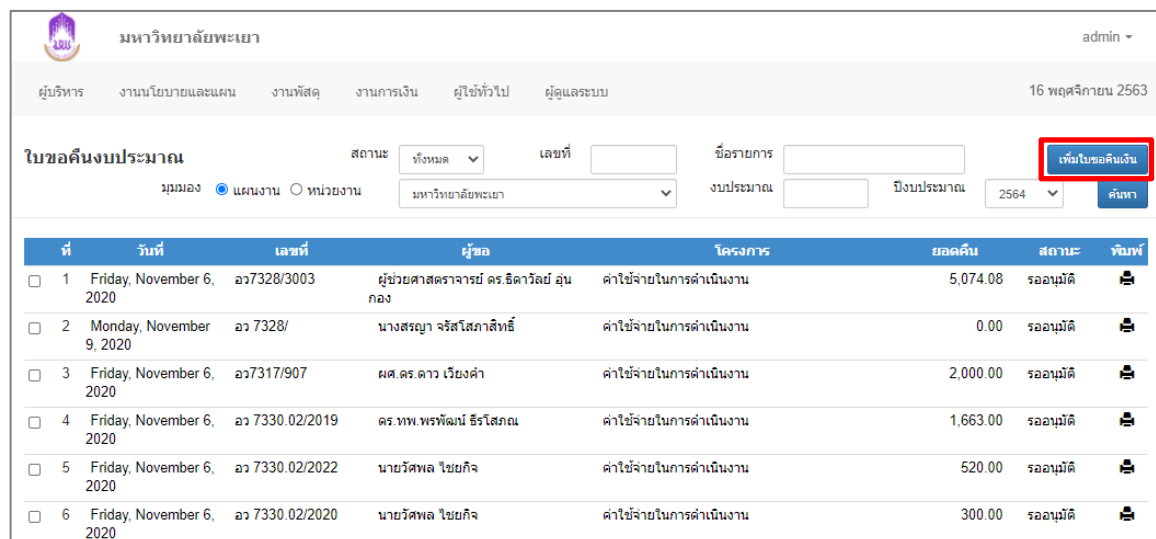 มพย
มหาวิทยาลัยพะเยา admin
ผู้บริหาร งานนโยบายและแผน งานพัสดุ งานการเงิน ผู้ใช้ทั่วไป ผู้ดูแลระบบ 16 พฤศจิกายน 2563
ใบขอคืนงบประมาณ สถานะ ทั้งหมด เลขที่ ชื่อรายการ เพิ่มใบขอคืนเงิน
มุมมอง แผนงาน หน่วยงาน มหาวิทยาลัยพะเยา งบประมาณ ปีงบประมาณ 2564 ค้นหา
ที่ วันที่ เลขที่ ผู้ขอ โครงการ ยอดคืน สถานะ พิมพ์
1 Friday, November 6, อว7328/3003 ผู้ช่วยศาสตราจารย์ ดร.ธิดาวัลย์ อุ่น ค่าใช้จ่ายในการดำเนินงาน 5,074.08 รออนุมัติ
2020 กอง
2 Monday, November อว 7328/ นางสรญา จรัสโสภาสิทธิ์ ค่าใช้จ่ายในการดำเนินงาน 0.00 รออนุมัติ
9, 2020
3 Friday, November 6, อว7317/907 ผศ.ดร.ดาว เวียงคำ ค่าใช้จ่ายในการดำเนินงาน 2,000.00 รออนุมัติ
2020
4 Friday, November 6, อว 7330.02/2019 ดร.ทพ.พรพัฒน์ ธีรโสภณ ค่าใช้จ่ายในการดำเนินงาน 1,663.00 รออนุมัติ
2020
5 Friday, November 6, อว 7330.02/2022 นายวัศพล ไชยกิจ ค่าใช้จ่ายในการดำเนินงาน 520.00 รออนุมัติ
2020
6 Friday, November 6, อว 7330.02/2020 นายวัศพล ไชยกิจ ค่าใช้จ่ายในการดำเนินงาน 300.00 รออนุมัติ
2020